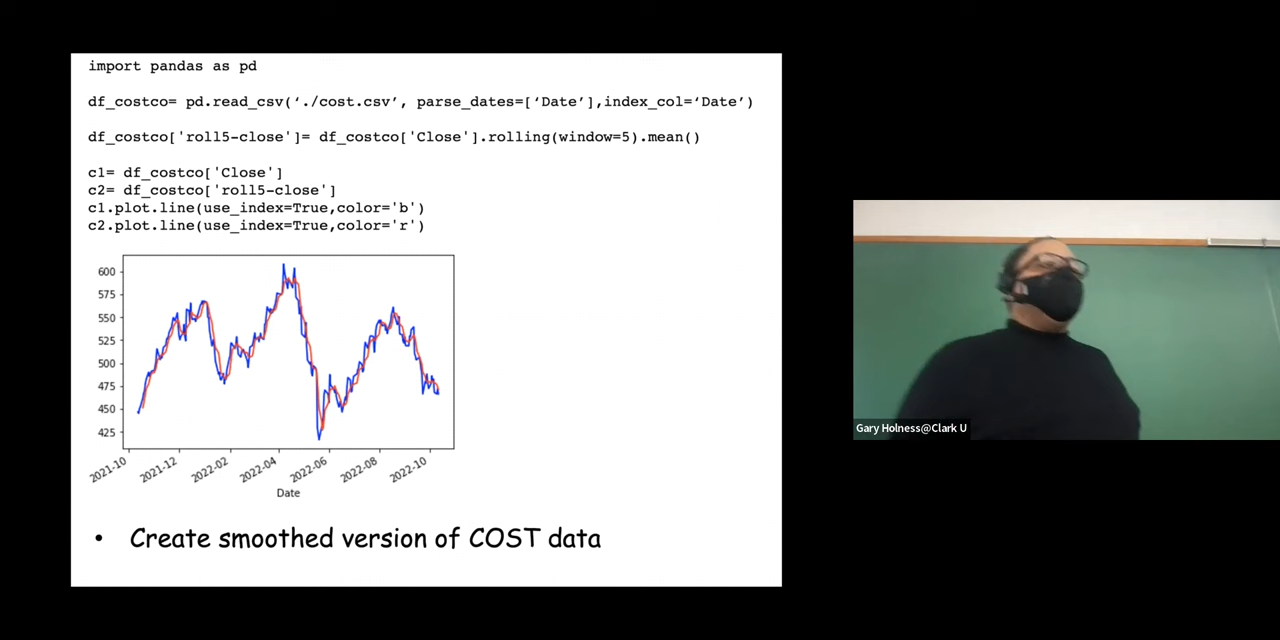 import pandas as pd
df_costco= pd.read_csv(‘./cost.csv’, parse_dates=[‘Date’],index_col=‘Date’)
df_costco['roll5-close']= df_costco['Close'].rolling(window=5).mean()
c1= df_costco['Close']
c2= df_costco['roll5-close']
c1.plot.line(use_index=True,color='b')
c2.plot.line(use_index=True,color='r')
600
575
550
525
500
475
450
425
2021-10
2021-12
2022-02
2022-04
2022-06
2022-08
2022-10
Date
• Create smoothed version of COST data
Gary Holness@Clark U